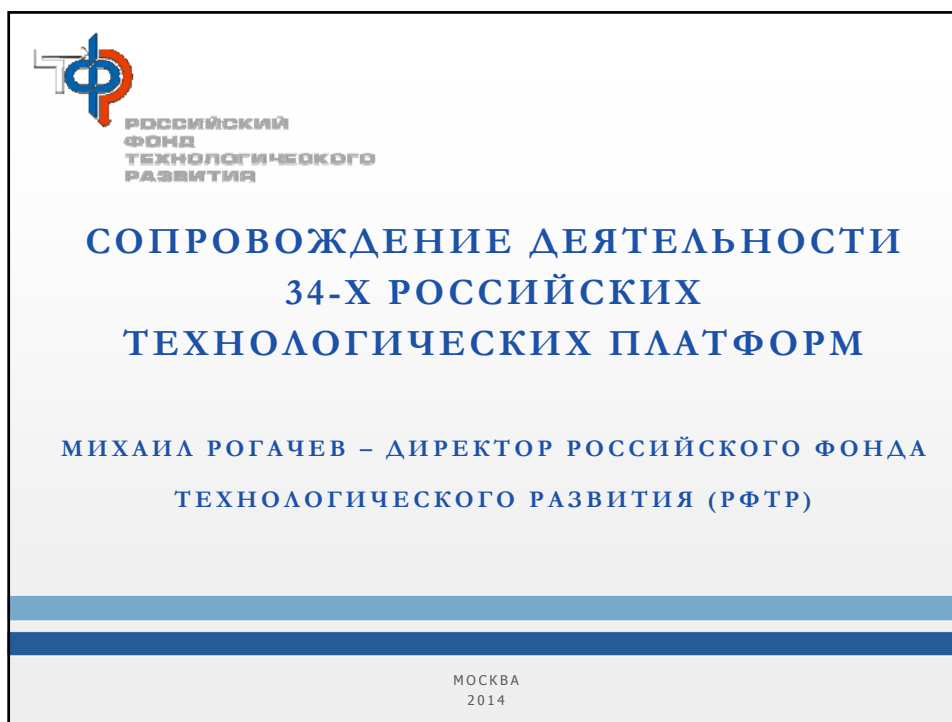 РОССИЙСКИЙ
ФОНД
ТЕХНОЛОГИЧЕСКОГО
РАЗВИТИЯ
СОПРОВОЖДЕНИЕ ДЕЯТЕЛЬНОСТИ
34-Х РОССИЙСКИХ
ТЕХНОЛОГИЧЕСКИХ ПЛАТФОРМ
МИХАИЛ РОГАЧЕВ – ДИРЕКТОР РОССИЙСКОГО ФОНДА
ТЕХНОЛОГИЧЕСКОГО РАЗВИТИЯ (РФТР)
МОСКВА
2014